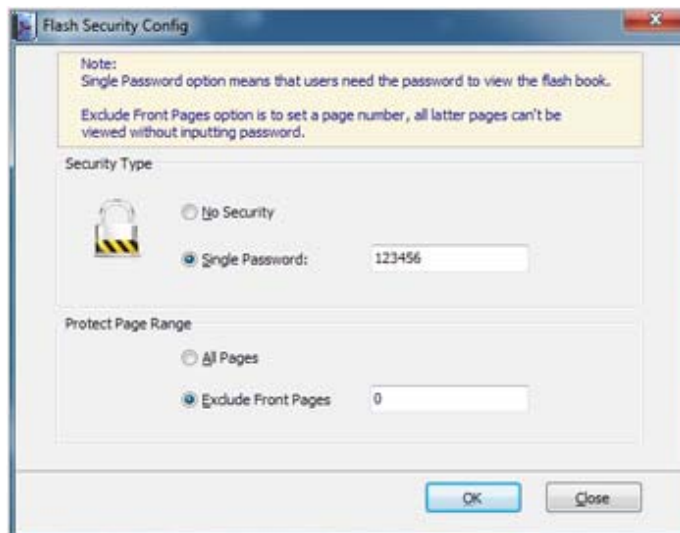 Flash Security Config
Note:
Single Password option means that users need the password to view the flash book.
Exclude Front Pages option is to set a page number, all latter pages can't be
viewed without inputting password.
Security Type
No Security
Single Password: 123456
Protect Page Range
All Pages
Exclude Front Pages 0
OK Close